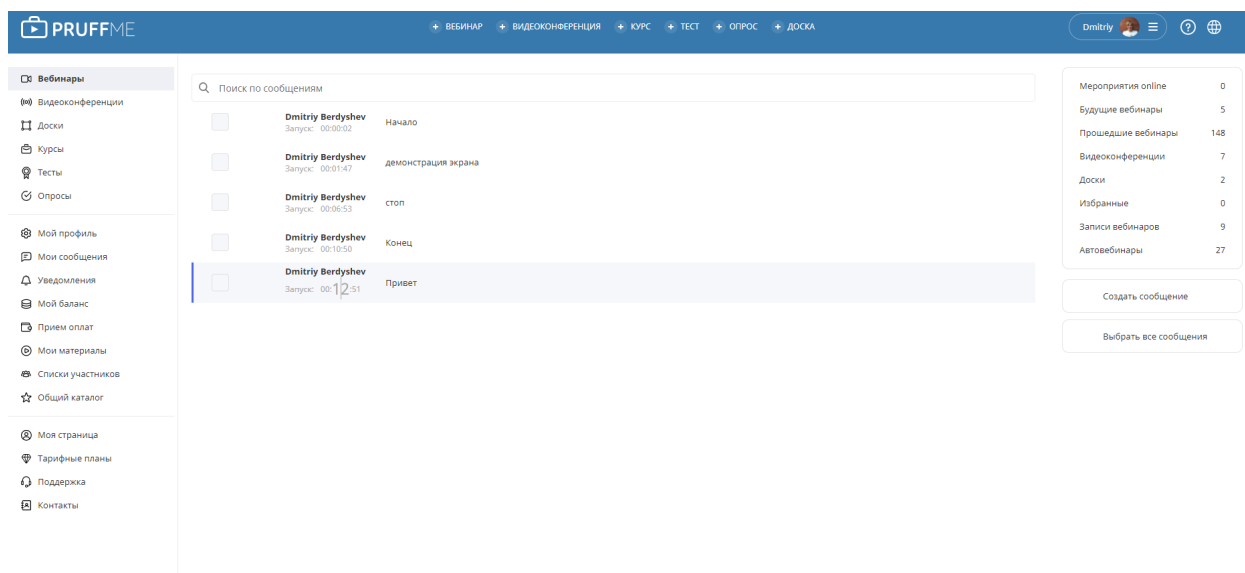 PRUFFME
+ ВЕБИНАР + ВИДЕОКОНФЕРЕНЦИЯ + КУРС + ТЕСТ + ОПРОС + ДОСКА
Dmitriy
Вебинары
Видеоконференции
Доски
Курсы
Тесты
Опросы
Мой профиль
Мои сообщения
Уведомления
Мой баланс
Прием оплат
Мои материалы
Списки участников
Общий каталог
Моя страница
Тарифные планы
Поддержка
Контакты
Поиск по сообщениям
Dmitriy Berdyshev
Запуск: 00:00:02 Начало
Dmitriy Berdyshev
Запуск: 00:01:47 демонстрация экрана
Dmitriy Berdyshev
Запуск: 00:06:53 стоп
Dmitriy Berdyshev
Запуск: 00:10:50 Конец
Dmitriy Berdyshev
Запуск: 00:12:51 Привет
Мероприятия online 0
Будущие вебинары 5
Прошедшие вебинары 148
Видеоконференции 7
Доски 2
Избранные 0
Записи вебинаров 9
Автовебинары 27
Создать сообщение
Выбрать все сообщения